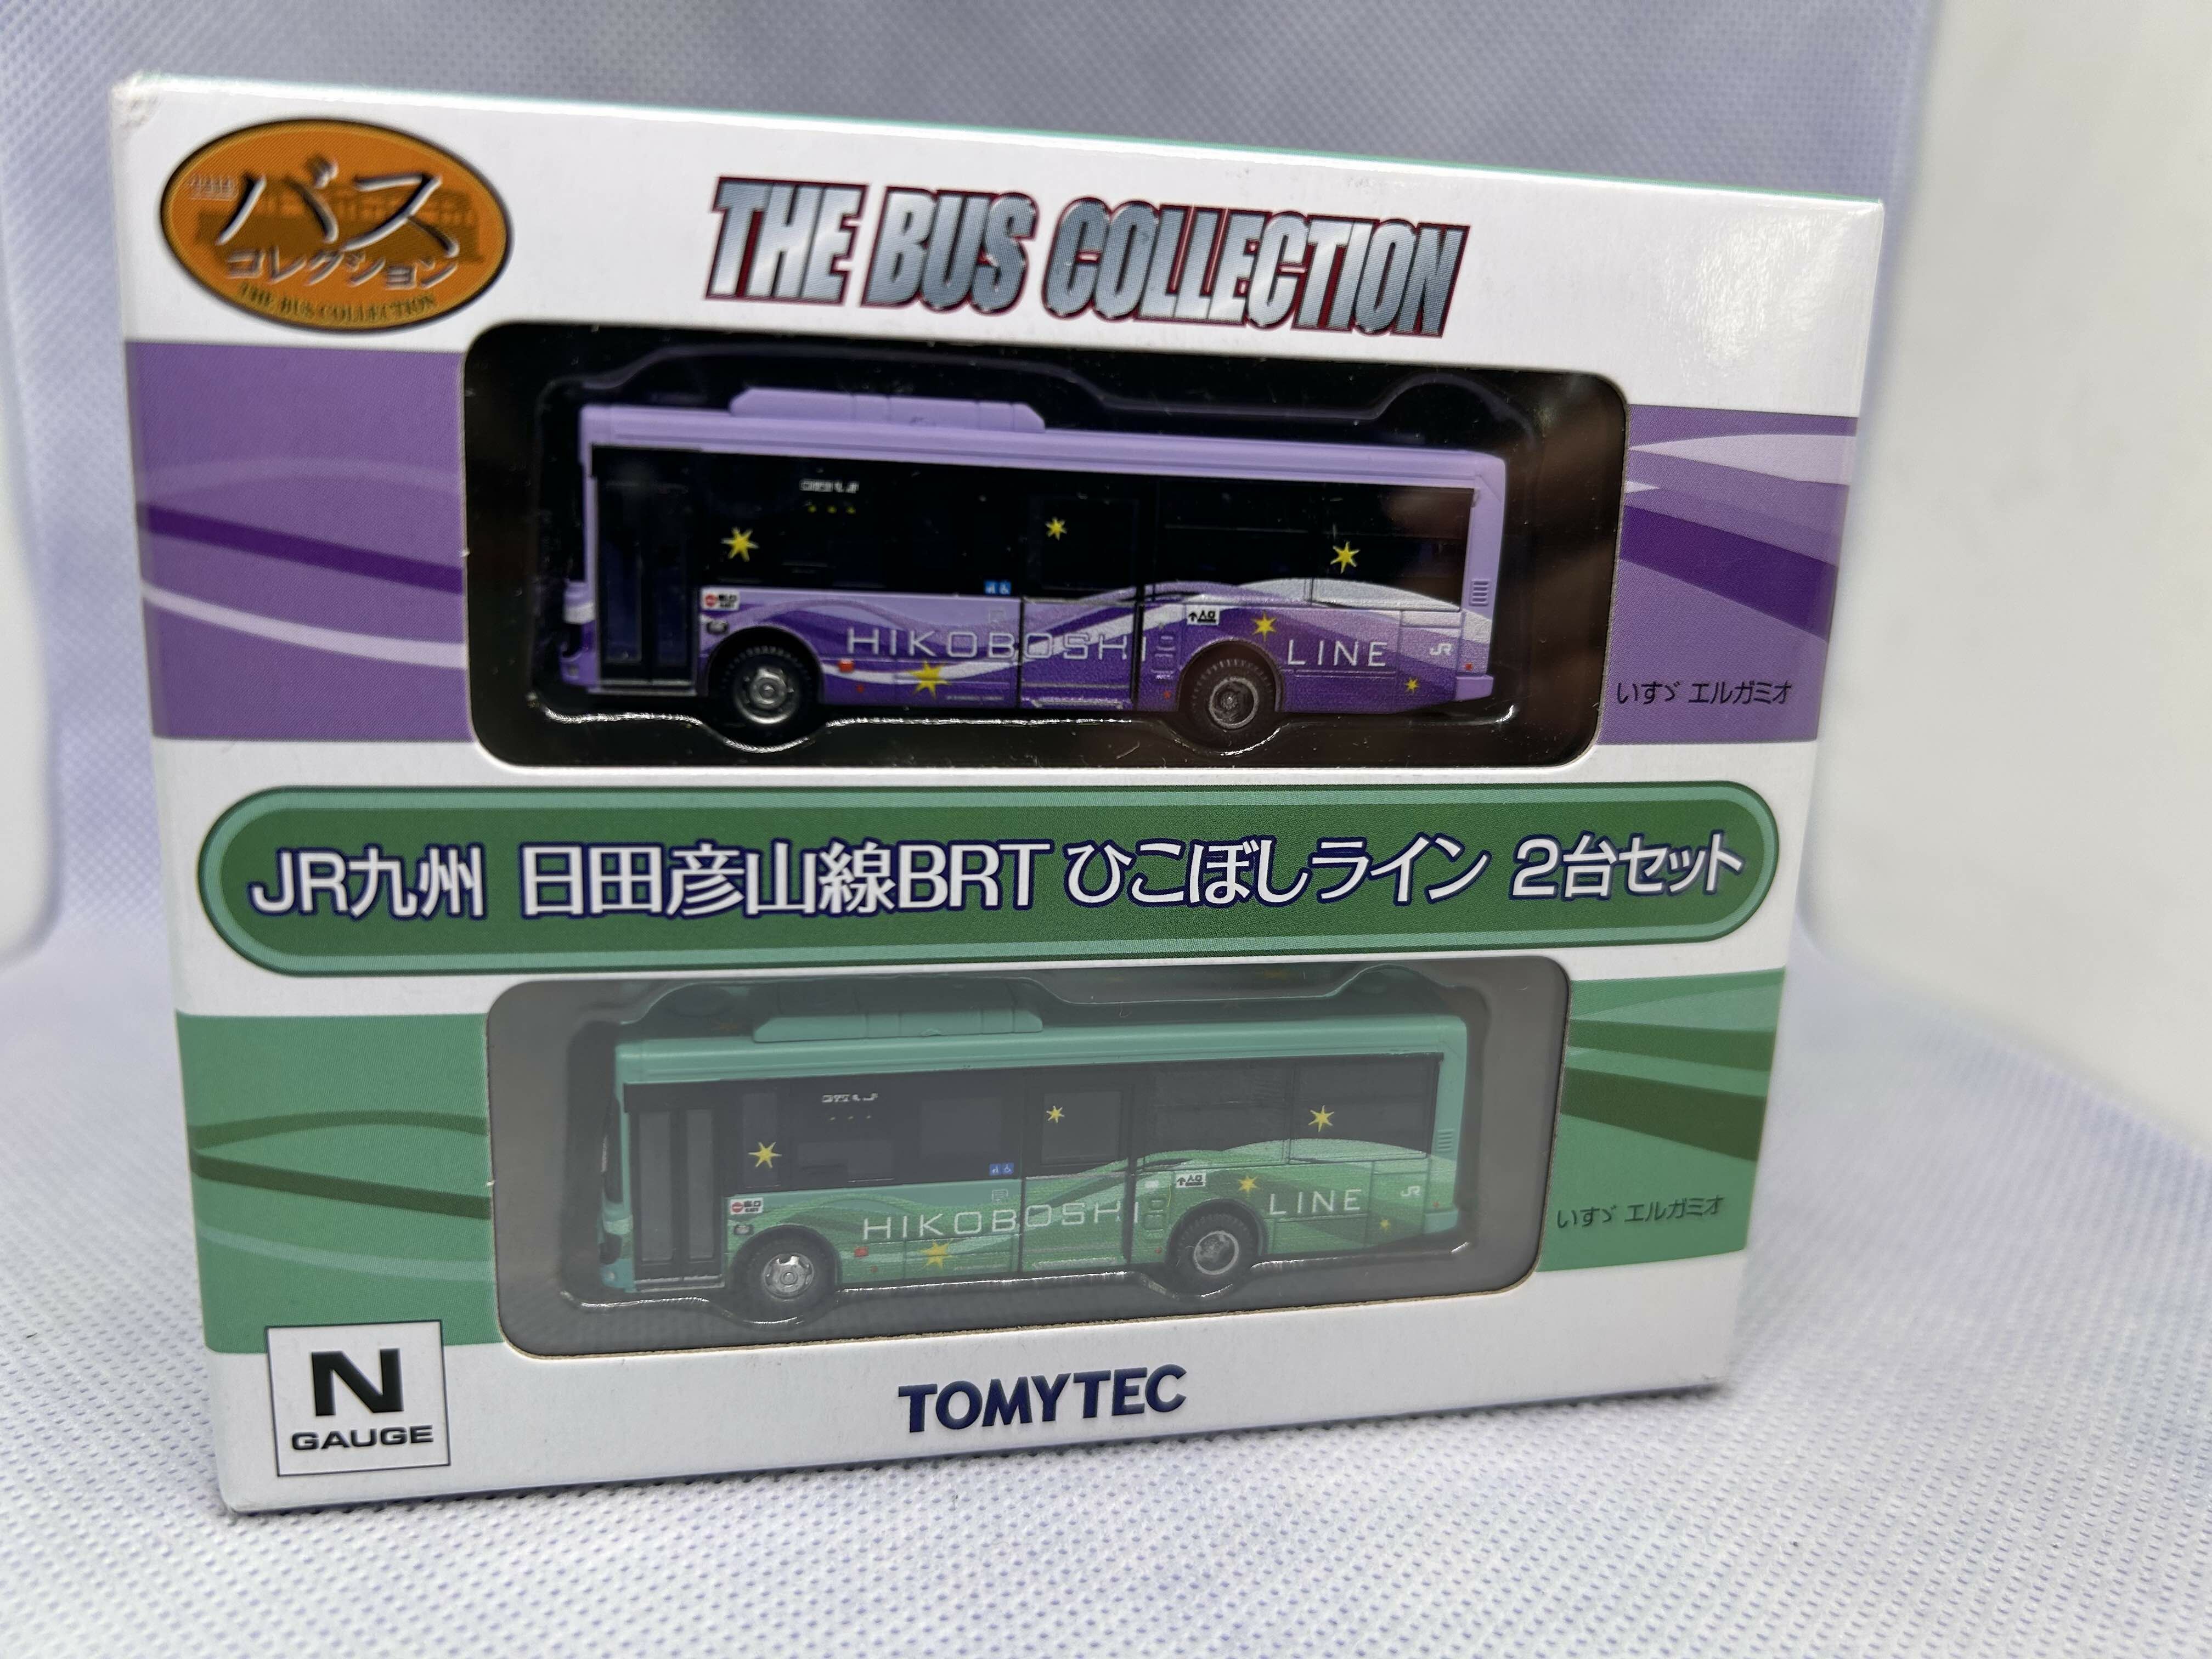 バス
コレクション
THE BUS COLLECTION
THE BUS COLLECTION
HIKOBOSHI LINE
JR
いすゞ エルガミオ
JR九州 日田彦山線BRT ひこぼしライン 2台セット
HIKOBOSHI LINE
JR
いすゞ エルガミオ
N
GAUGE
TOMYTEC